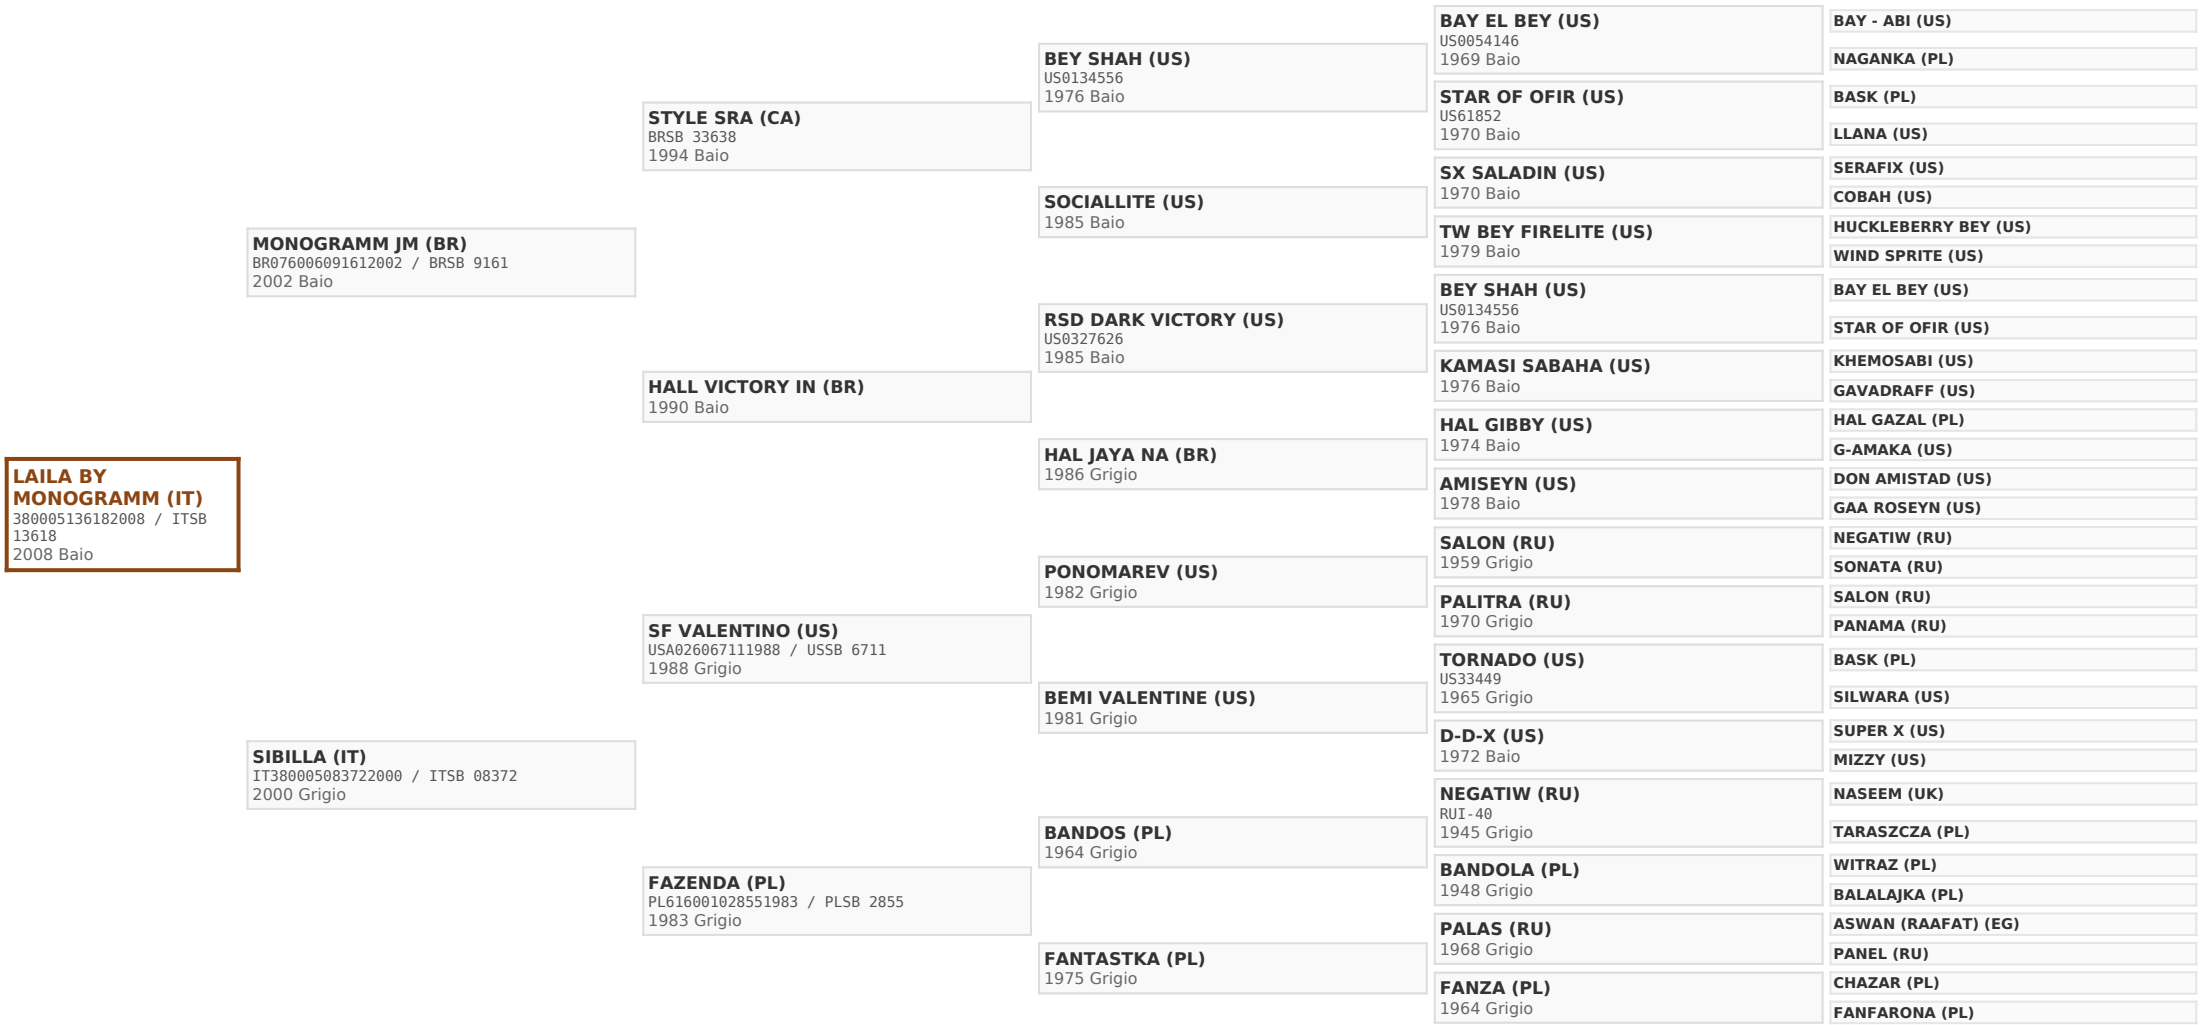 LAILA BY
MONOGRAMM (IT)
380005136182008 / ITSB
13618
2008 Baio
MONOGRAMM JM (BR)
BR076006091612002 / BRSB 9161
2002 Baio
SIBILLA (IT)
IT380005083722000 / ITSB 08372
2000 Grigio
STYLE SRA (CA)
BRSB 33638
1994 Baio
HALL VICTORY IN (BR)
1990 Baio
SF VALENTINO (US)
USA026067111988 / USSB 6711
1988 Grigio
FAZENDA (PL)
PL616001028551983 / PLSB 2855
1983 Grigio
BEY SHAH (US)
US0134556
1976 Baio
SOCIALLITE (US)
1985 Baio
RSD DARK VICTORY (US)
US0327626
1985 Baio
HAL JAYA NA (BR)
1986 Grigio
PONOMAREV (US)
1982 Grigio
BEMI VALENTINE (US)
1981 Grigio
BANDOS (PL)
1964 Grigio
FANTASTKA (PL)
1975 Grigio
BAY EL BEY (US)
US0054146
1969 Baio
STAR OF OFIR (US)
US61852
1970 Baio
SX SALADIN (US)
1970 Baio
TW BEY FIRELITE (US)
1979 Baio
BEY SHAH (US)
US0134556
1976 Baio
KAMASI SABAHA (US)
1976 Baio
HAL GIBBY (US)
1974 Baio
AMISEYN (US)
1978 Baio
SALON (RU)
1959 Grigio
PALITRA (RU)
1970 Grigio
TORNADO (US)
US33449
1965 Grigio
D-D-X (US)
1972 Baio
NEGATIW (RU)
RUI-40
1945 Grigio
BANDOLA (PL)
1948 Grigio
PALAS (RU)
1968 Grigio
FANZA (PL)
1964 Grigio
BAY - ABI (US)
NAGANKA (PL)
BASK (PL)
LLANA (US)
SERAFIX (US)
COBAH (US)
HUCKLEBERRY BEY (US)
WIND SPRITE (US)
BAY EL BEY (US)
STAR OF OFIR (US)
KHEMOSABI (US)
GAVADRAFF (US)
HAL GAZAL (PL)
G-AMAKA (US)
DON AMISTAD (US)
GAA ROSEYN (US)
NEGATIW (RU)
SONATA (RU)
SALON (RU)
PANAMA (RU)
BASK (PL)
SILWARA (US)
SUPER X (US)
MIZZY (US)
NASEEM (UK)
TARASZCZA (PL)
WITRAZ (PL)
BALALAJKA (PL)
ASWAN (RAAFAT) (EG)
PANEL (RU)
CHAZAR (PL)
FANFARONA (PL)